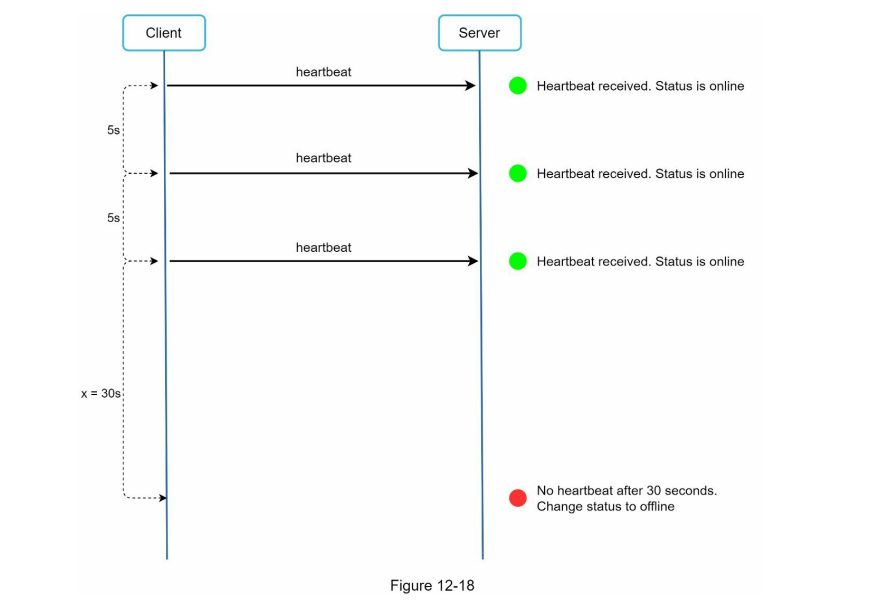 Client
Server
heartbeat
Heartbeat received. Status is online
5s
heartbeat
Heartbeat received. Status is online
5s
heartbeat
Heartbeat received. Status is online
x = 30s
No heartbeat after 30 seconds.
Change status to offline
Figure 12-18